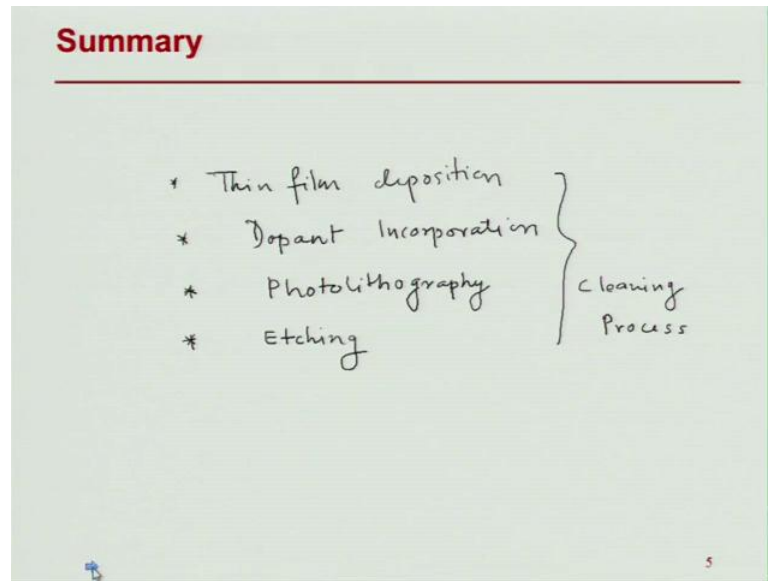 Summary
* Thin film deposition
* Dopant Incorporation
* Photolithography
* Etching
Cleaning
Process
5